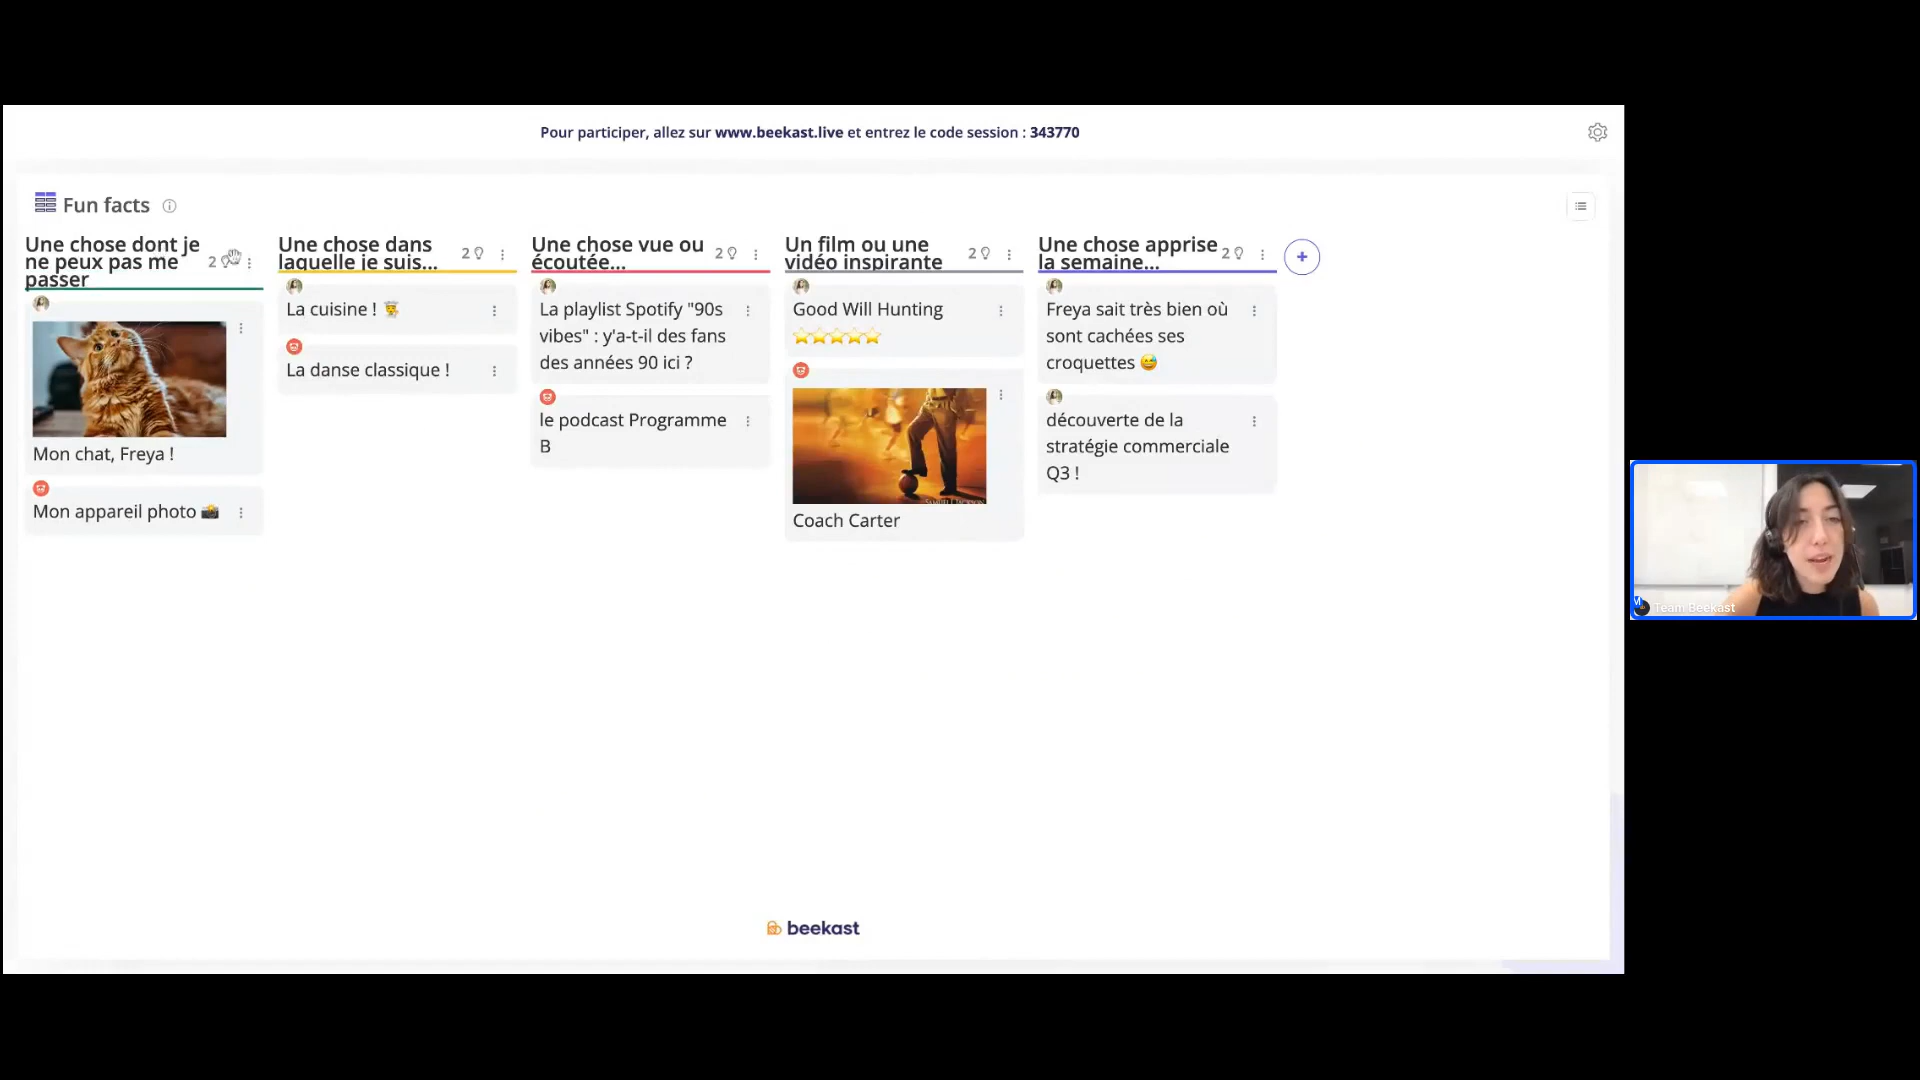 Pour participer, allez sur www.beekast.live et entrez le code session : 343770
Fun facts
Une chose dont je
ne peux pas me
passer
2
Mon chat, Freya !
Mon appareil photo 📸
Une chose dans
laquelle je suis...
2
La cuisine ! 👨‍🍳
La danse classique !
Une chose vue ou
écoutée...
2
La playlist Spotify "90s
vibes" : y'a-t-il des fans
des années 90 ici ?
le podcast Programme
B
Un film ou une
vidéo inspirante
2
Good Will Hunting
⭐⭐⭐⭐⭐
Coach Carter
Une chose apprise
la semaine...
2
Freya sait très bien où
sont cachées ses
croquettes 😅
découverte de la
stratégie commerciale
Q3 !
beekast
Team Beekast